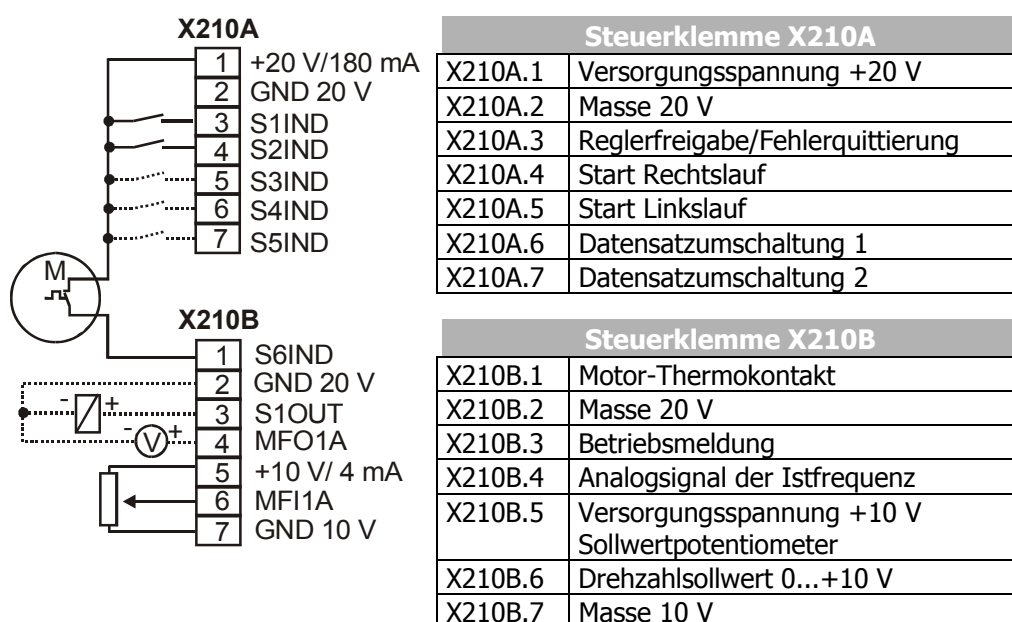 X210A
1 +20 V/180 mA
2 GND 20 V
3 S1IND
4 S2IND
5 S3IND
6 S4IND
7 S5IND
M
X210B
1 S6IND
2 GND 20 V
- + 3 S1OUT
- V + 4 MFO1A
5 +10 V/ 4 mA
6 MFI1A
7 GND 10 V
Steuerklemme X210A
X210A.1 Versorgungsspannung +20 V
X210A.2 Masse 20 V
X210A.3 Reglerfreigabe/Fehlerquittierung
X210A.4 Start Rechtslauf
X210A.5 Start Linkslauf
X210A.6 Datensatzumschaltung 1
X210A.7 Datensatzumschaltung 2
Steuerklemme X210B
X210B.1 Motor-Thermokontakt
X210B.2 Masse 20 V
X210B.3 Betriebsmeldung
X210B.4 Analogsignal der Istfrequenz
X210B.5 Versorgungsspannung +10 V
Sollwertpotentiometer
X210B.6 Drehzahlsollwert 0...+10 V
X210B.7 Masse 10 V